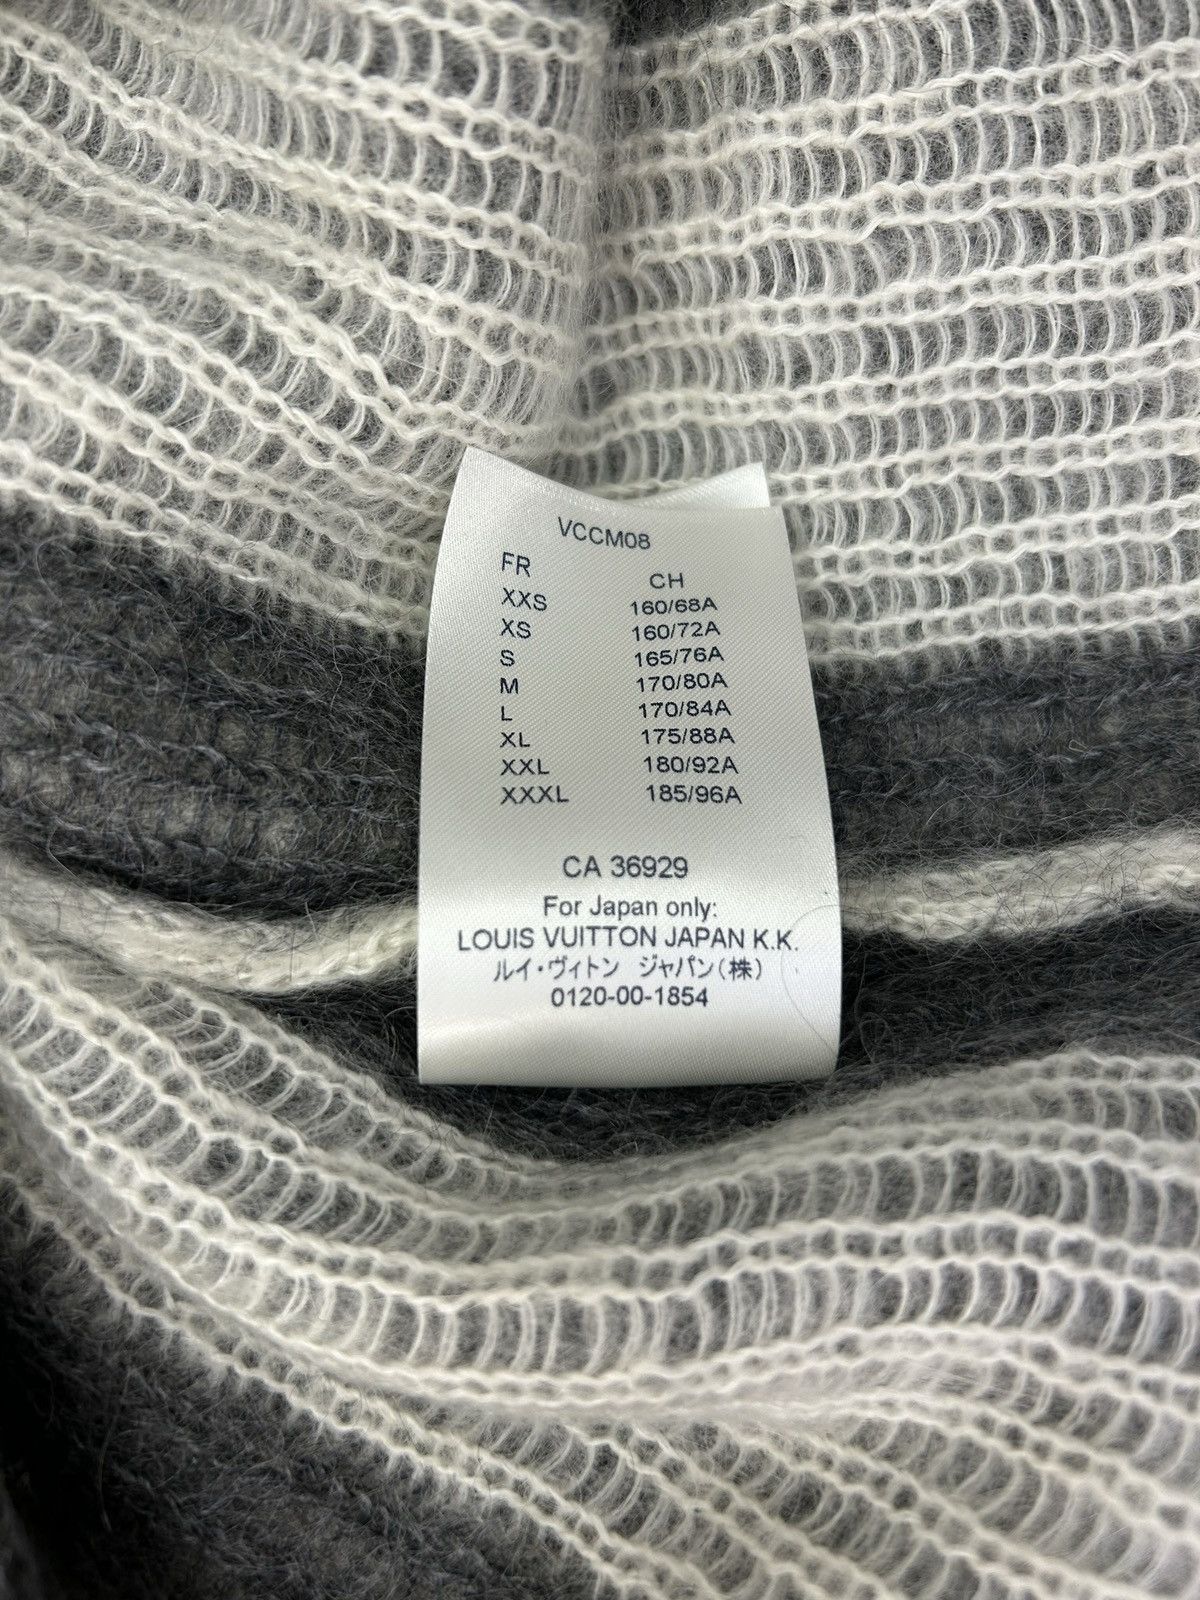 VCCM08
FR CH
XXS 160/68A
XS 160/72A
S 165/76A
M 170/80A
L 170/84A
XL 175/88A
XXL 180/92A
XXXL 185/96A
CA 36929
For Japan only:
LOUIS VUITTON JAPAN K.K.
ルイ・ヴィトン ジャパン(株)
0120-00-1854